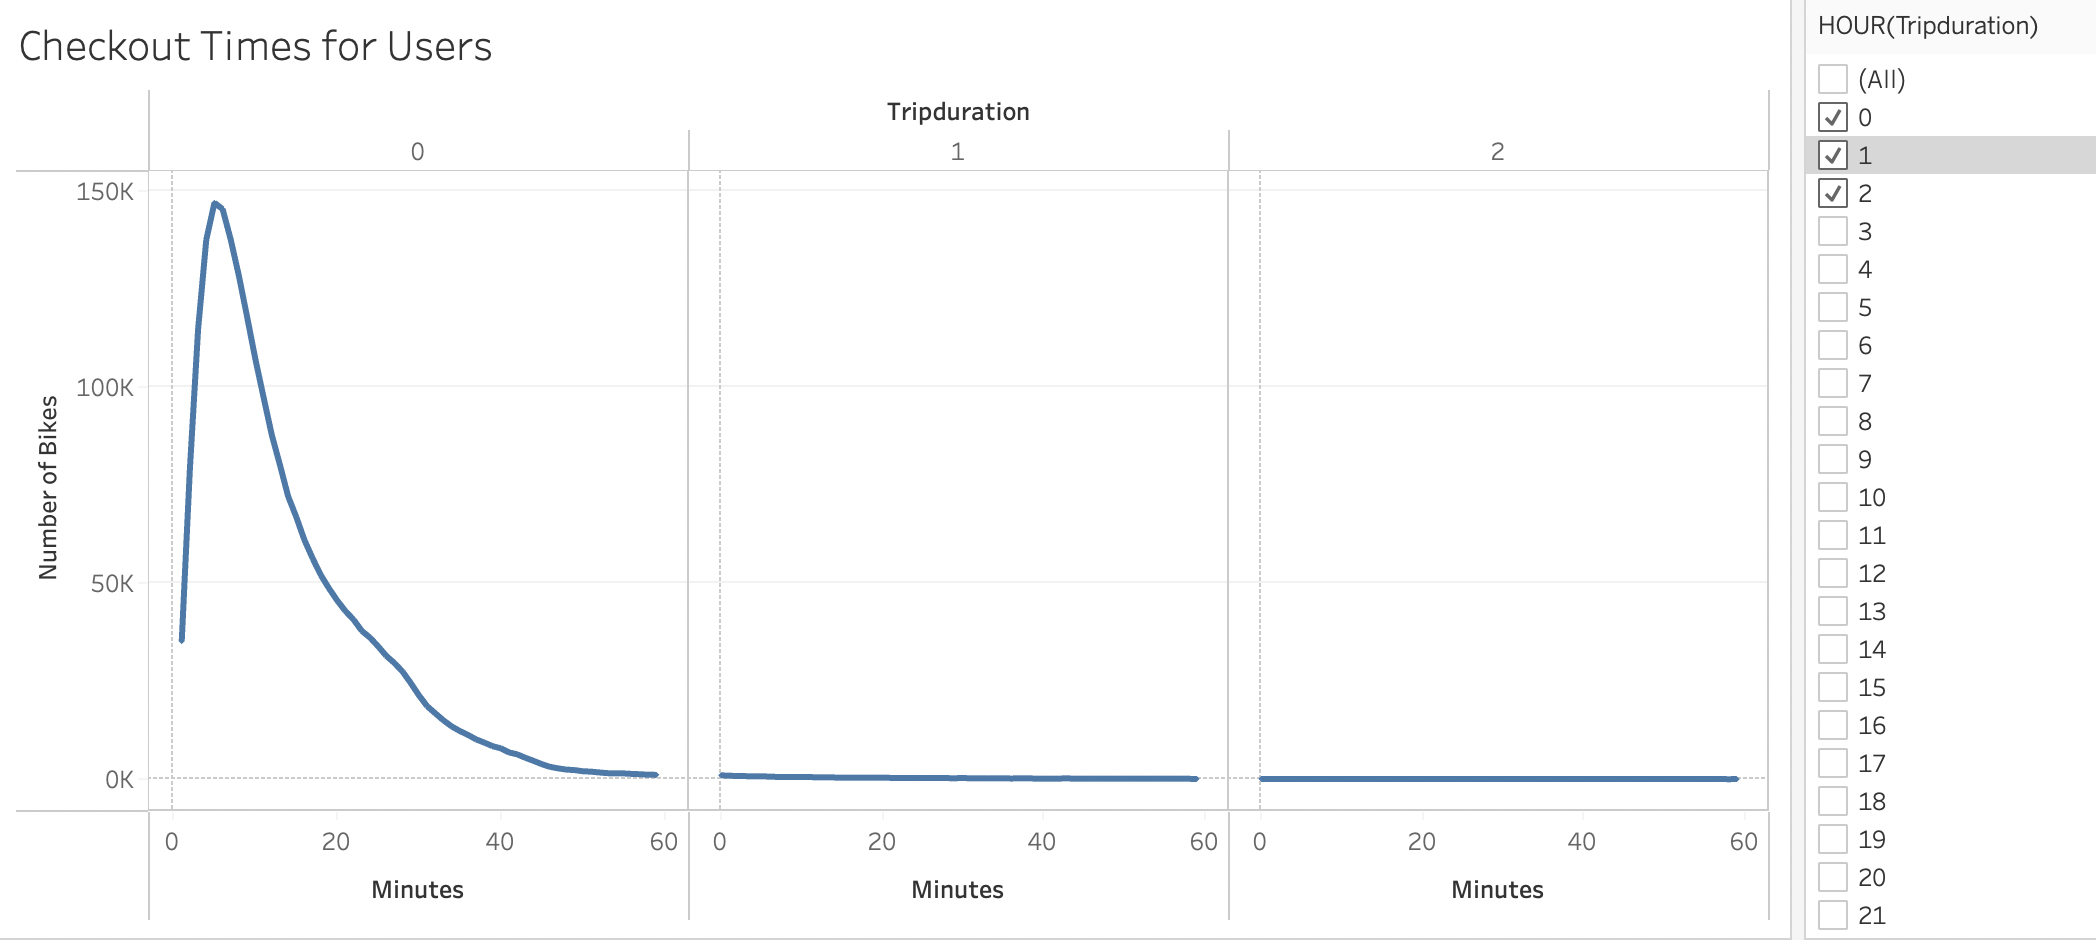 Checkout Times for Users
Tripduration
0 1 2
150K
100K
50K
0K
Number of Bikes
0 20 40 60 0 20 40 60 0 20 40 60
Minutes Minutes Minutes
HOUR(Tripduration)
(All)
0
1
2
3
4
5
6
7
8
9
10
11
12
13
14
15
16
17
18
19
20
21